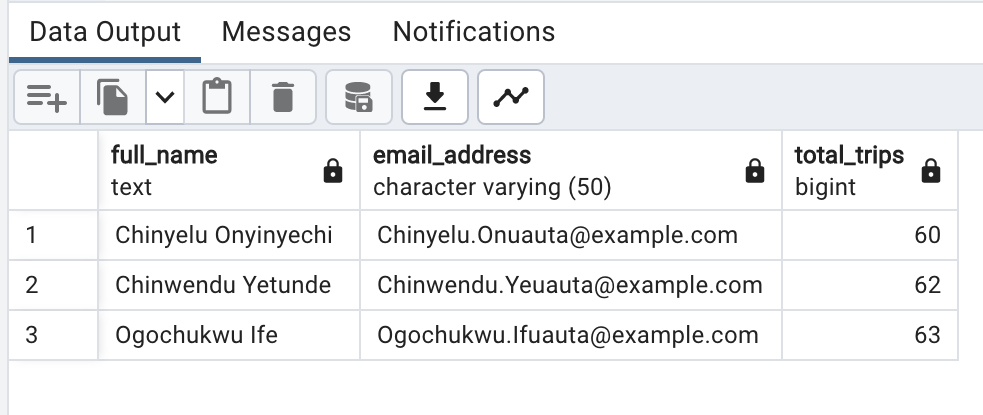 Data Output Messages Notifications
full_name email_address total_trips
text character varying (50) bigint
1 Chinyelu Onyinyechi Chinyelu.Onuauta@example.com 60
2 Chinwendu Yetunde Chinwendu.Yeuauta@example.com 62
3 Ogochukwu Ife Ogochukwu.Ifuauta@example.com 63